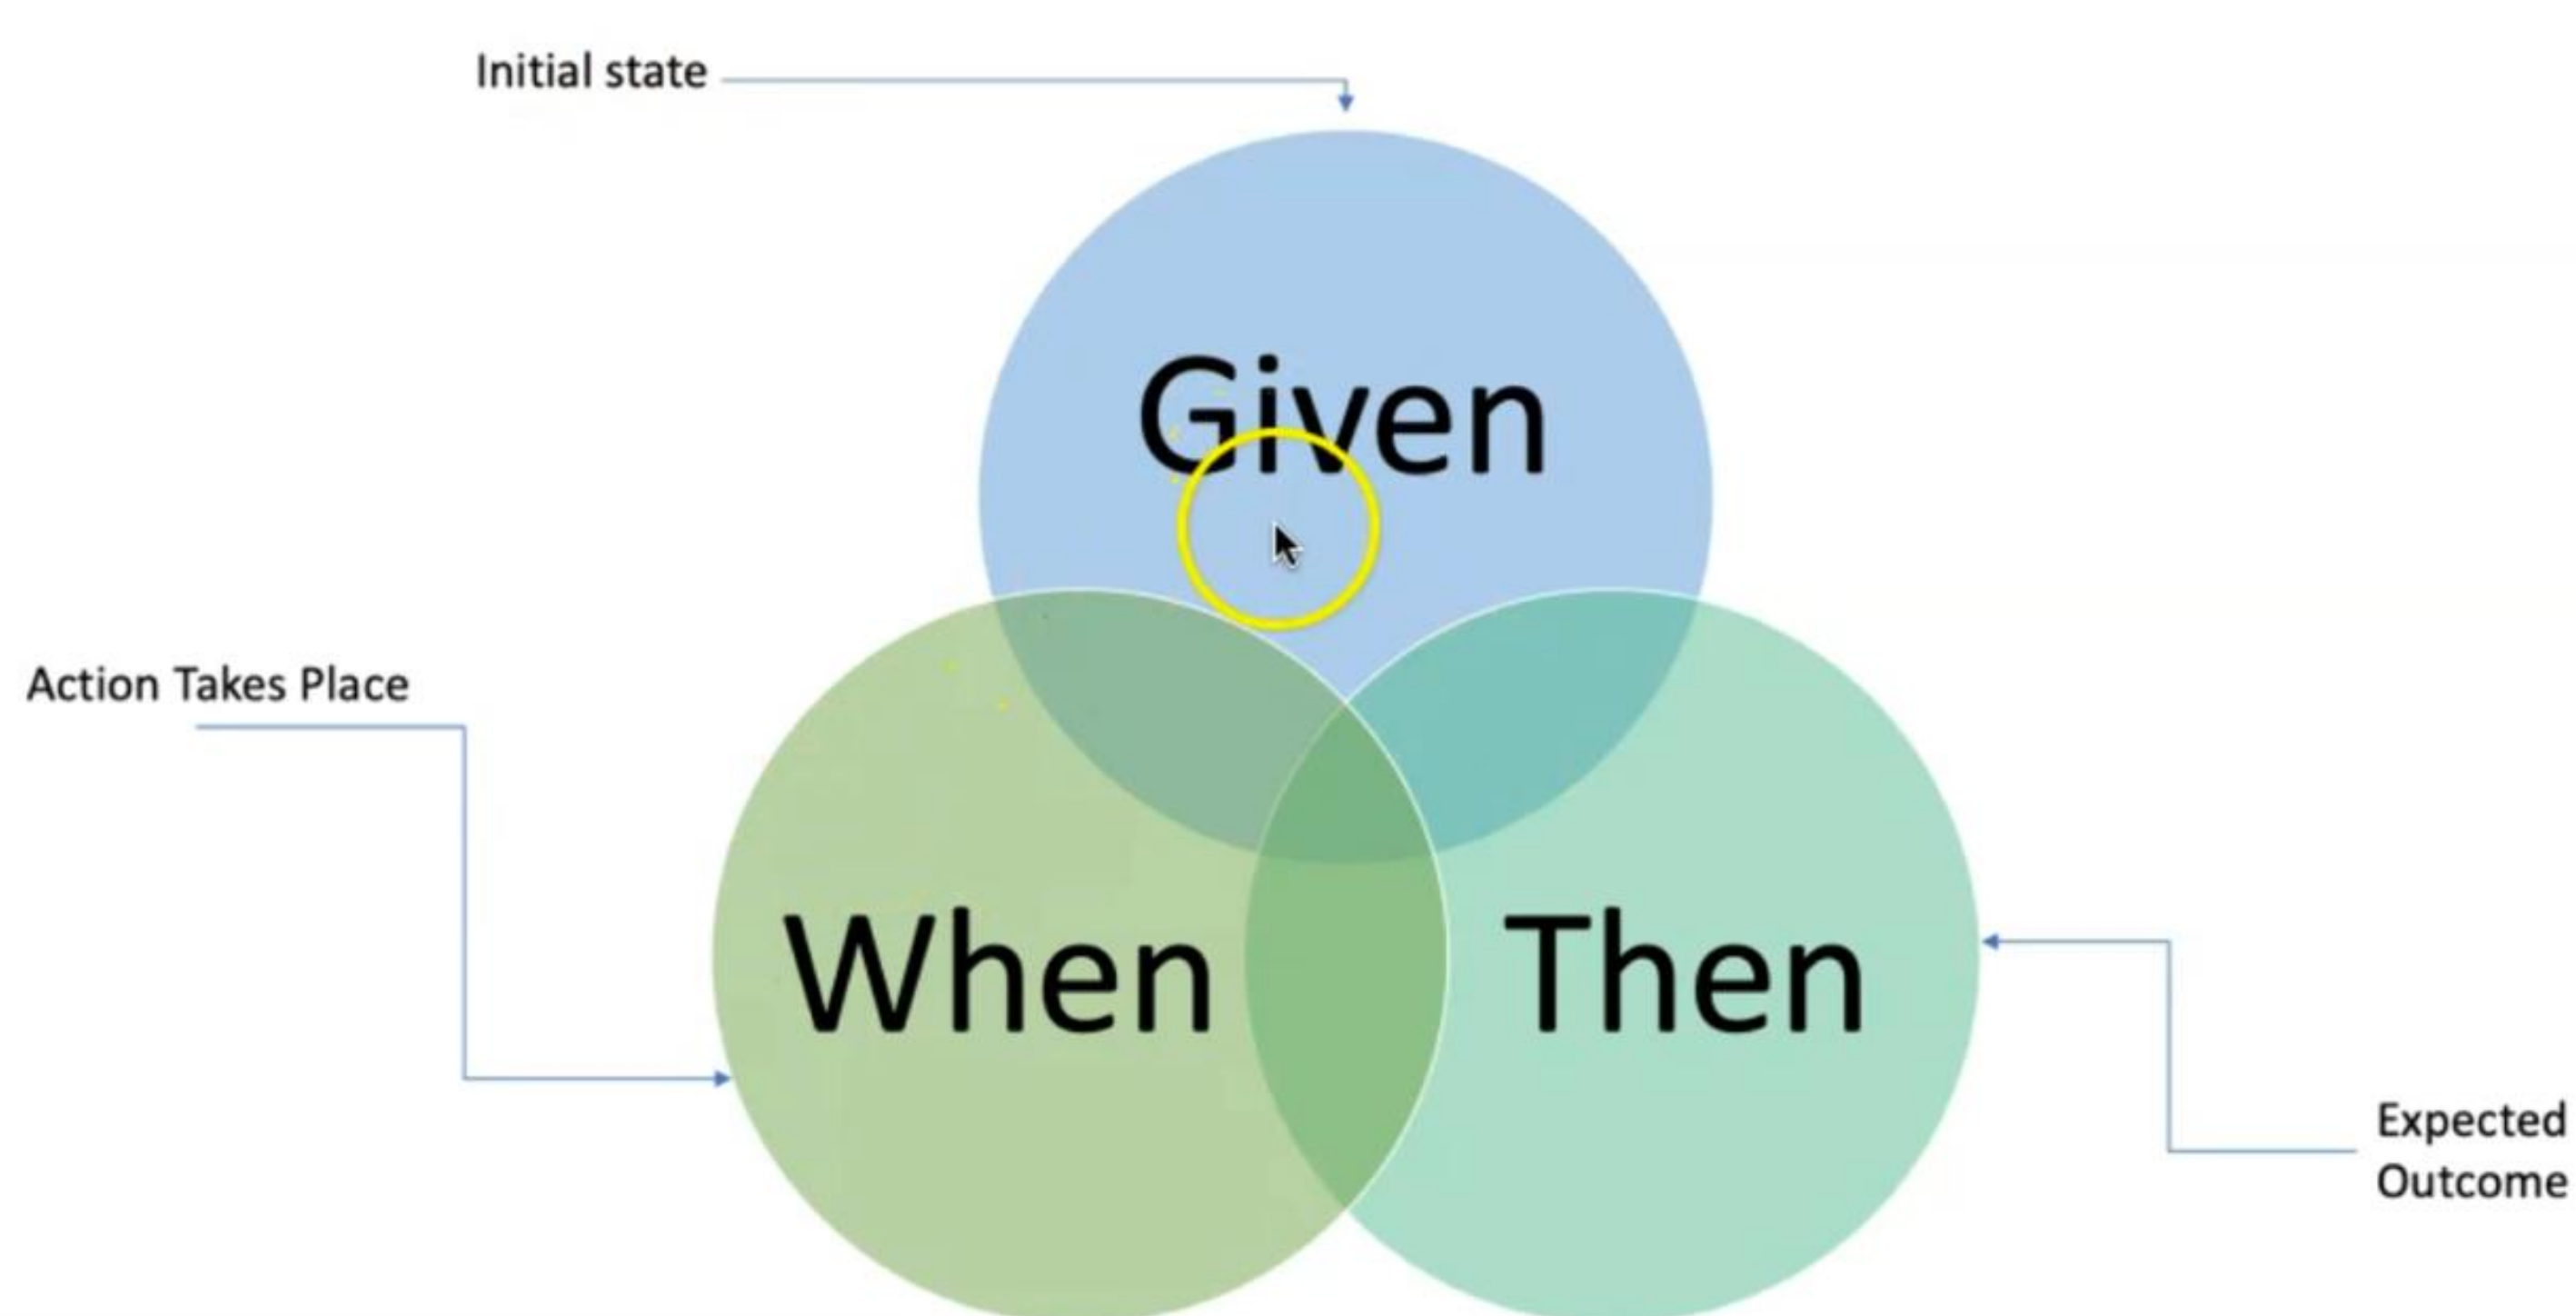 Initial state
Given
Action Takes Place
When
Then
Expected
Outcome